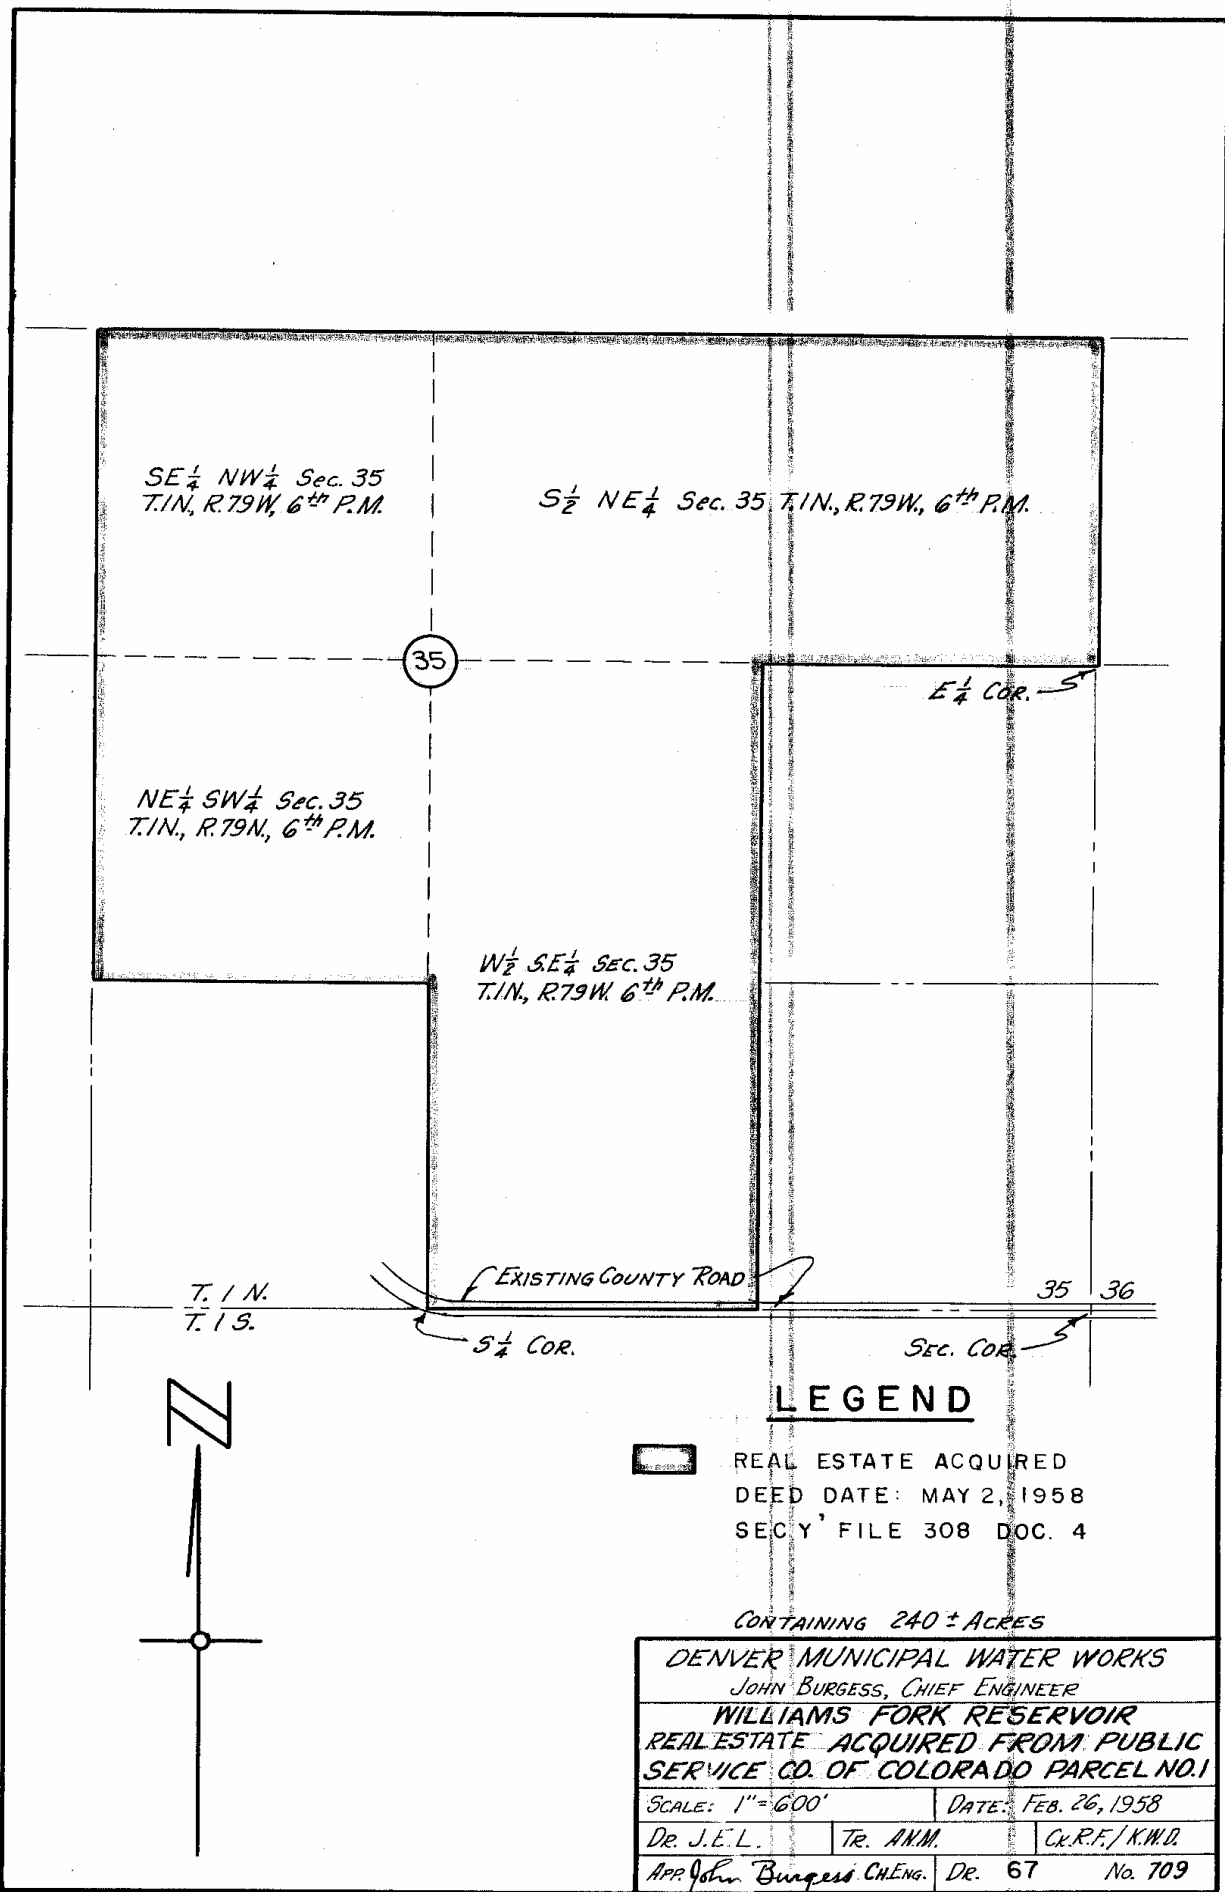 SE¼ NW¼ Sec. 35
T.1N, R.79W, 6th P.M.
S½ NE¼ Sec. 35 T.1N., R.79W., 6th P.M.
35
E¼ COR.
NE¼ SW¼ Sec. 35
T.1N., R.79N., 6th P.M.
W½ S.E¼ SEC. 35
T.1N., R.79W. 6th P.M.
EXISTING COUNTY ROAD
T. 1 N.
T. 1 S.
35 36
S¼ COR.
SEC. COR.
N
LEGEND
REAL ESTATE ACQUIRED
DEED DATE: MAY 2, 1958
SEC'Y' FILE 308 DOC. 4
CONTAINING 240 ± ACRES
DENVER MUNICIPAL WATER WORKS
JOHN BURGESS, CHIEF ENGINEER
WILLIAMS FORK RESERVOIR
REAL ESTATE ACQUIRED FROM PUBLIC
SERVICE CO. OF COLORADO PARCEL NO.1
SCALE: 1"=600' DATE: FEB. 26, 1958
DR. J.E.L. TR. A.N.M. CK.R.F./K.W.D.
APP. John Burgess CH.ENG. DR. 67 No. 709